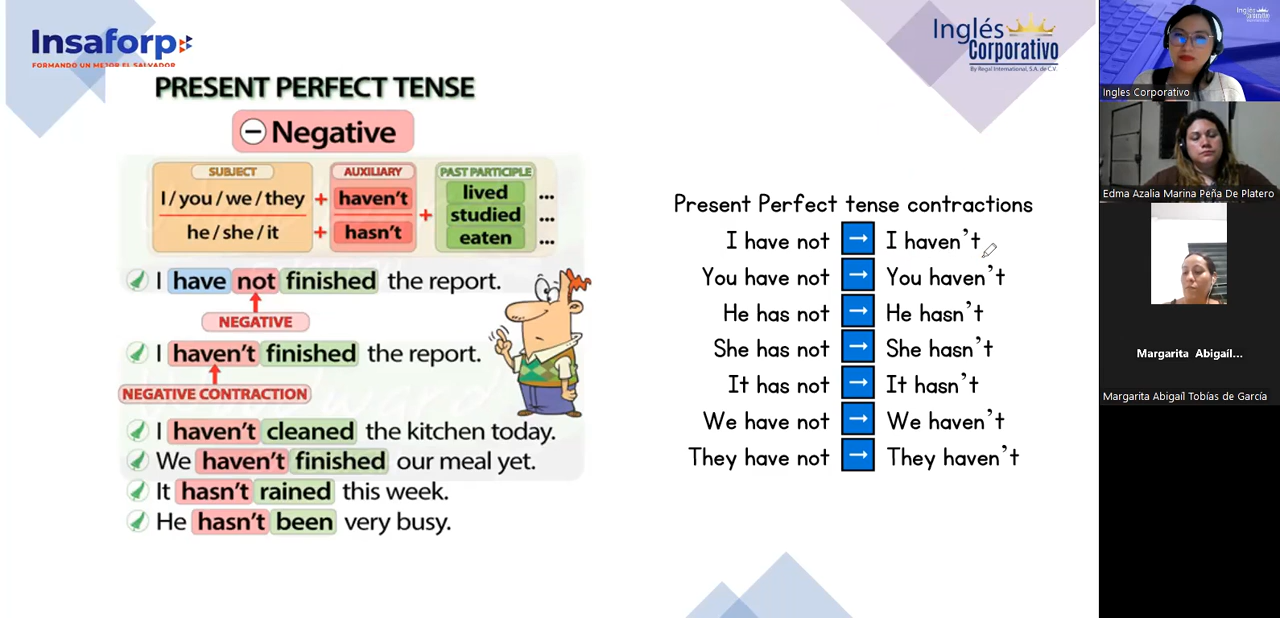 Insaforp
FORMANDO UN MEJOR EL SALVADOR
PRESENT PERFECT TENSE
− Negative
SUBJECT AUXILIARY PAST PARTICIPLE
I / you / we / they + haven't
he / she / it + hasn't
+
lived ...
studied ...
eaten ...
I have not finished the report.
NEGATIVE
I haven't finished the report.
NEGATIVE CONTRACTION
I haven't cleaned the kitchen today.
We haven't finished our meal yet.
It hasn't rained this week.
He hasn't been very busy.
Inglés
Corporativo
By Regal International, S.A. de C.V.
Present Perfect tense contractions
I have not → I haven't
You have not → You haven't
He has not → He hasn't
She has not → She hasn't
It has not → It hasn't
We have not → We haven't
They have not → They haven't
Inglés
Ingles Corporativo
Edma Azalia Marina Peña De Platero
Margarita Abigaíl...
Margarita Abigaíl Tobías de García